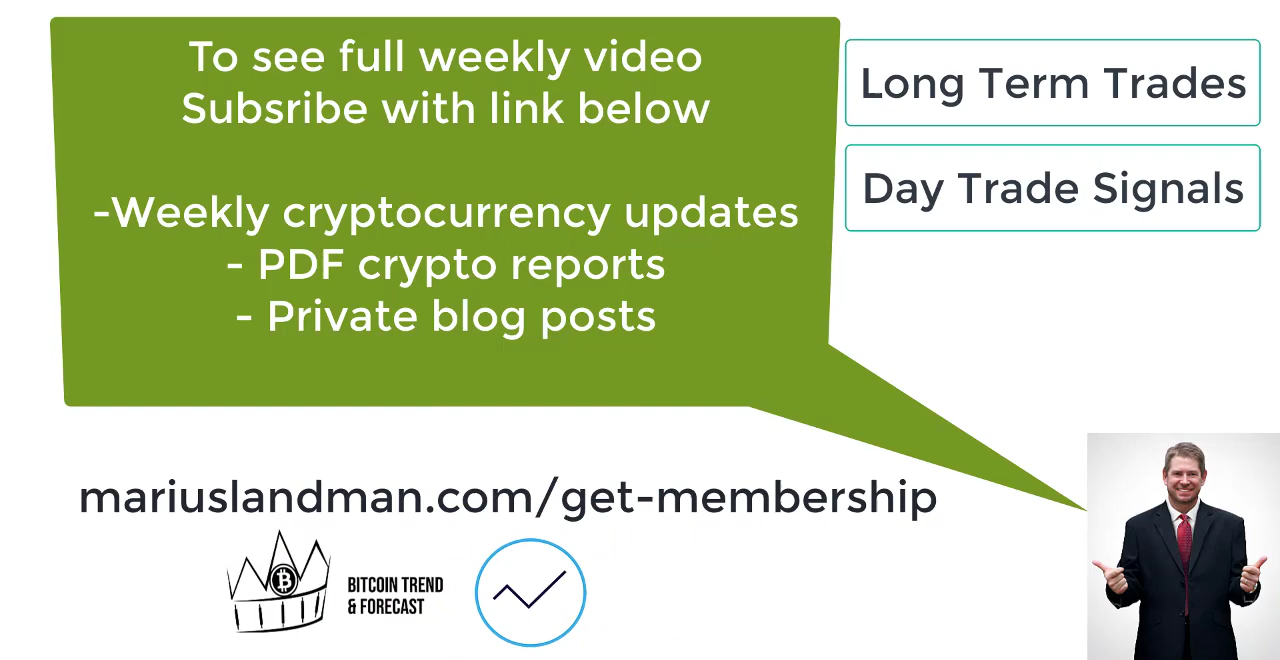 To see full weekly video
Subsribe with link below
-Weekly cryptocurrency updates
- PDF crypto reports
- Private blog posts
Long Term Trades
Day Trade Signals
mariuslandman.com/get-membership
BITCOIN TREND
& FORECAST